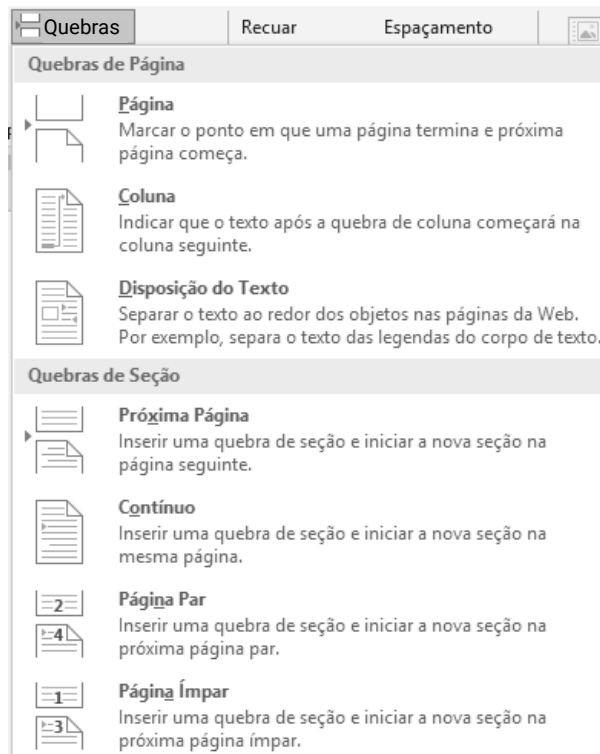 Quebras Recuar Espaçamento
Quebras de Página
Página
Marcar o ponto em que uma página termina e próxima
página começa.
Coluna
Indicar que o texto após a quebra de coluna começará na
coluna seguinte.
Disposição do Texto
Separar o texto ao redor dos objetos nas páginas da Web.
Por exemplo, separa o texto das legendas do corpo de texto.
Quebras de Seção
Próxima Página
Inserir uma quebra de seção e iniciar a nova seção na
página seguinte.
Contínuo
Inserir uma quebra de seção e iniciar a nova seção na
mesma página.
2
4
Página Par
Inserir uma quebra de seção e iniciar a nova seção na
próxima página par.
1
3
Página Ímpar
Inserir uma quebra de seção e iniciar a nova seção na
próxima página ímpar.